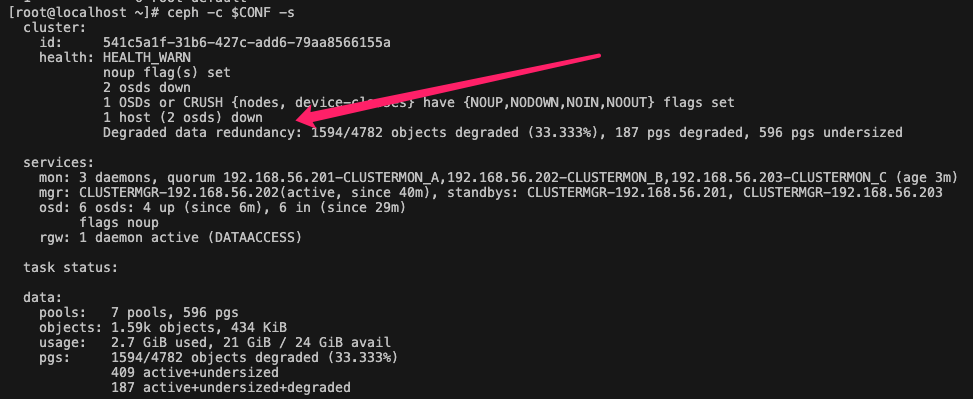 [root@localhost ~]# ceph -c $CONF -s
cluster:
id: 541c5a1f-31b6-427c-add6-79aa8566155a
health: HEALTH_WARN
noup flag(s) set
2 osds down
1 OSDs or CRUSH {nodes, device-classes} have {NOUP,NODOWN,NOIN,NOOUT} flags set
1 host (2 osds) down
Degraded data redundancy: 1594/4782 objects degraded (33.333%), 187 pgs degraded, 596 pgs undersized
services:
mon: 3 daemons, quorum 192.168.56.201-CLUSTERMON_A,192.168.56.202-CLUSTERMON_B,192.168.56.203-CLUSTERMON_C (age 3m)
mgr: CLUSTERMGR-192.168.56.202(active, since 40m), standbys: CLUSTERMGR-192.168.56.201, CLUSTERMGR-192.168.56.203
osd: 6 osds: 4 up (since 6m), 6 in (since 29m)
flags noup
rgw: 1 daemon active (DATAACCESS)
task status:
data:
pools: 7 pools, 596 pgs
objects: 1.59k objects, 434 KiB
usage: 2.7 GiB used, 21 GiB / 24 GiB avail
pgs: 1594/4782 objects degraded (33.333%)
409 active+undersized
187 active+undersized+degraded